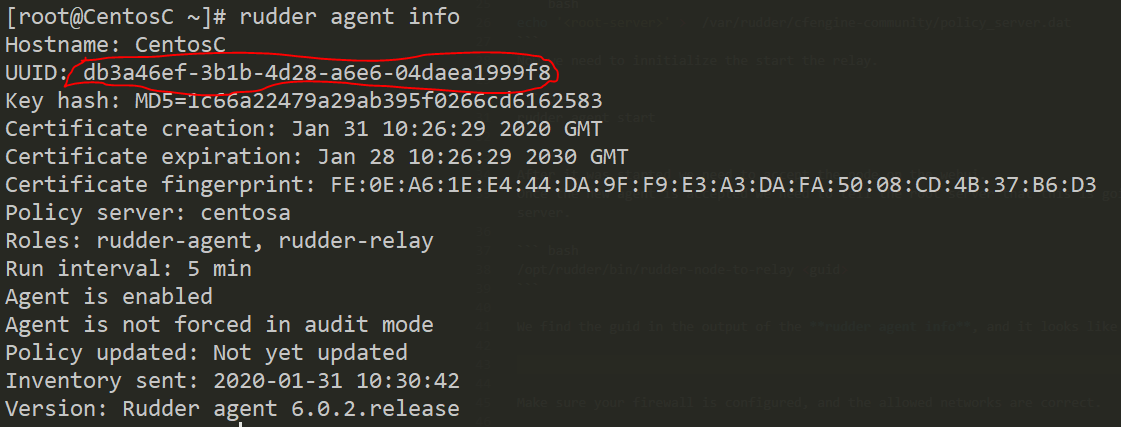 [root@CentosC ~]# rudder agent info
Hostname: CentosC
UUID: db3a46ef-3b1b-4d28-a6e6-04daea1999f8
Key hash: MD5=1c66a22479a29ab395f0266cd6162583
Certificate creation: Jan 31 10:26:29 2020 GMT
Certificate expiration: Jan 28 10:26:29 2030 GMT
Certificate fingerprint: FE:0E:A6:1E:E4:44:DA:9F:F9:E3:A3:DA:FA:50:08:CD:4B:37:B6:D3
Policy server: centosa
Roles: rudder-agent, rudder-relay
Run interval: 5 min
Agent is enabled
Agent is not forced in audit mode
Policy updated: Not yet updated
Inventory sent: 2020-01-31 10:30:42
Version: Rudder agent 6.0.2.release